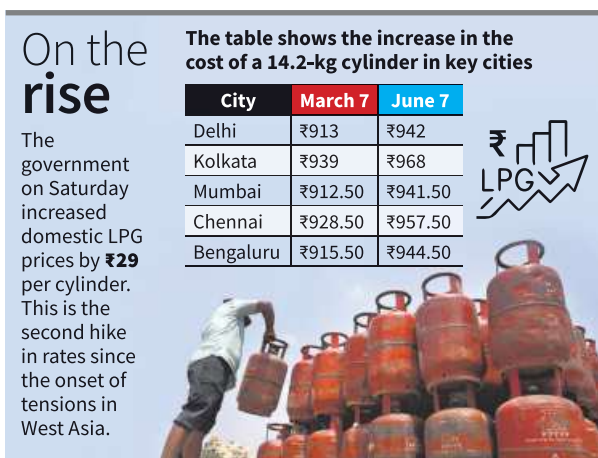 On the
rise
The
government
on Saturday
increased
domestic LPG
prices by ₹29
per cylinder.
This is the
second hike
in rates since
the onset of
tensions in
West Asia.
The table shows the increase in the
cost of a 14.2-kg cylinder in key cities
City March 7 June 7
Delhi ₹913 ₹942
Kolkata ₹939 ₹968
Mumbai ₹912.50 ₹941.50
Chennai ₹928.50 ₹957.50
Bengaluru ₹915.50 ₹944.50
₹
LPG